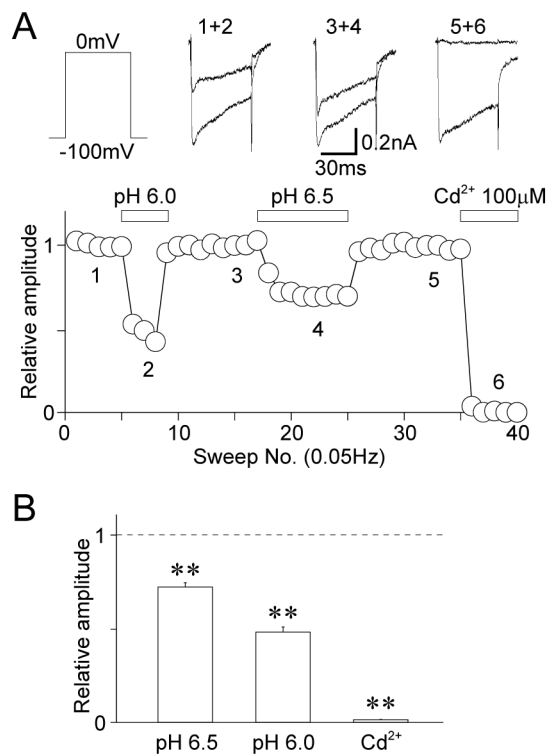 A
0mV
-100mV
1+2
3+4
5+6
0.2nA
30ms
pH 6.0
pH 6.5
Cd²⁺ 100μM
Relative amplitude
1
0
1
2
3
4
5
6
0 10 20 30 40
Sweep No. (0.05Hz)
B
Relative amplitude
1
0
**
**
**
pH 6.5
pH 6.0
Cd²⁺